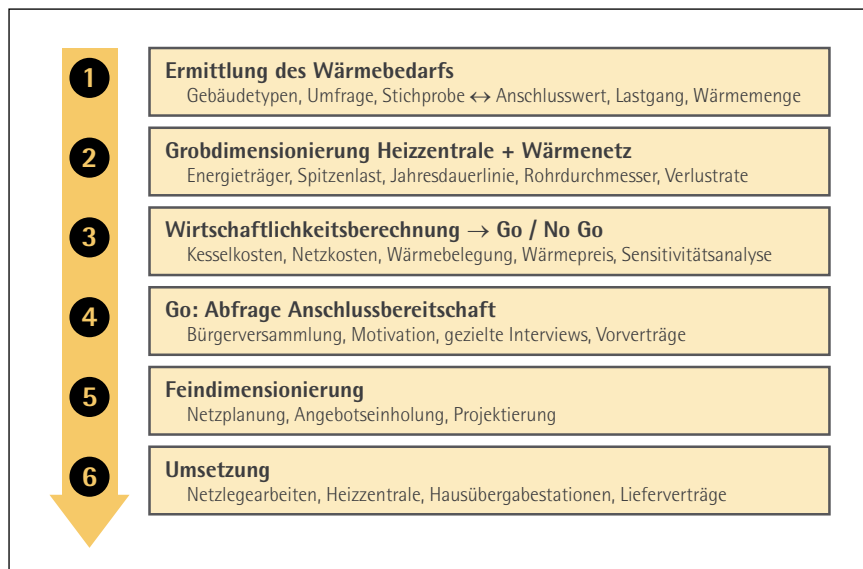 1
Ermittlung des Wärmebedarfs
Gebäudetypen, Umfrage, Stichprobe ↔ Anschlusswert, Lastgang, Wärmemenge
2
Grobdimensionierung Heizzentrale + Wärmenetz
Energieträger, Spitzenlast, Jahresdauerlinie, Rohrdurchmesser, Verlustrate
3
Wirtschaftlichkeitsberechnung → Go / No Go
Kesselkosten, Netzkosten, Wärmebelegung, Wärmepreis, Sensitivitätsanalyse
4
Go: Abfrage Anschlussbereitschaft
Bürgerversammlung, Motivation, gezielte Interviews, Vorverträge
5
Feindimensionierung
Netzplanung, Angebotseinholung, Projektierung
6
Umsetzung
Netzlegearbeiten, Heizzentrale, Hausübergabestationen, Lieferverträge